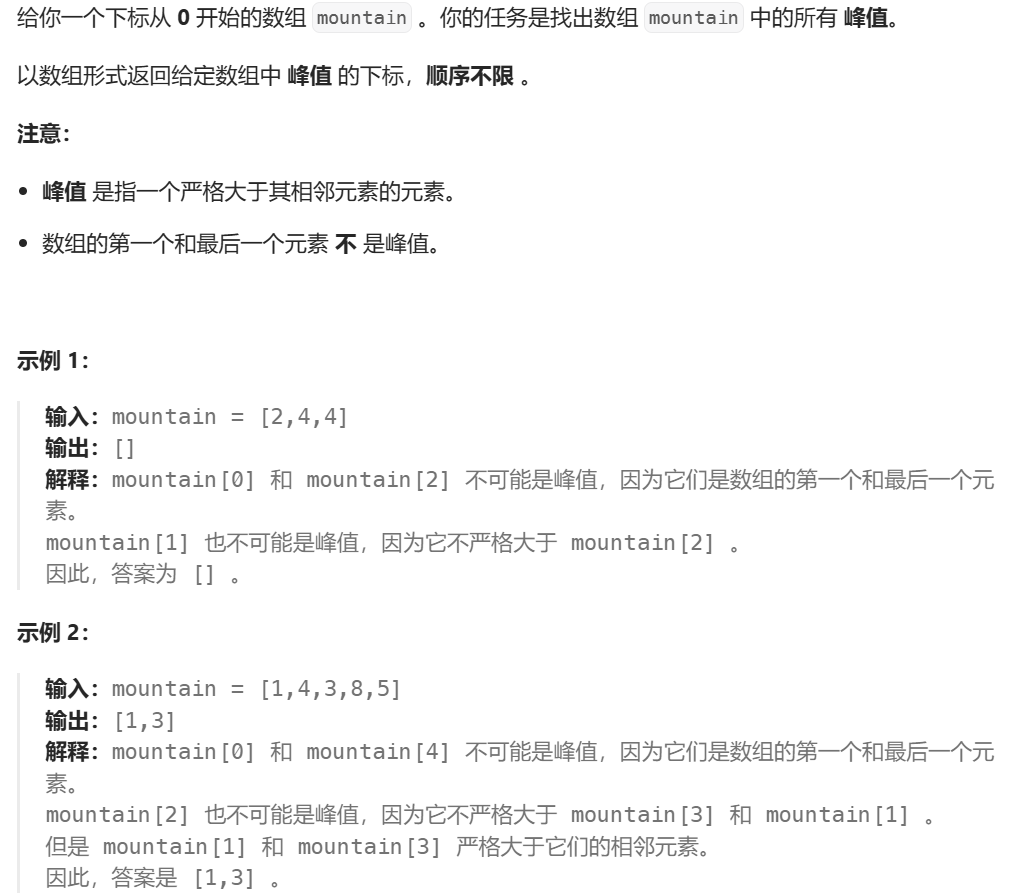 给你一个下标从 0 开始的数组 mountain 。你的任务是找出数组 mountain 中的所有 峰值。
以数组形式返回给定数组中 峰值 的下标，顺序不限 。
注意：
• 峰值 是指一个严格大于其相邻元素的元素。
• 数组的第一个和最后一个元素 不 是峰值。
示例 1：
输入：mountain = [2,4,4]
输出：[]
解释：mountain[0] 和 mountain[2] 不可能是峰值，因为它们是数组的第一个和最后一个元
素。
mountain[1] 也不可能是峰值，因为它不严格大于 mountain[2] 。
因此，答案为 [] 。
示例 2：
输入：mountain = [1,4,3,8,5]
输出：[1,3]
解释：mountain[0] 和 mountain[4] 不可能是峰值，因为它们是数组的第一个和最后一个元
素。
mountain[2] 也不可能是峰值，因为它不严格大于 mountain[3] 和 mountain[1] 。
但是 mountain[1] 和 mountain[3] 严格大于它们的相邻元素。
因此，答案是 [1,3] 。